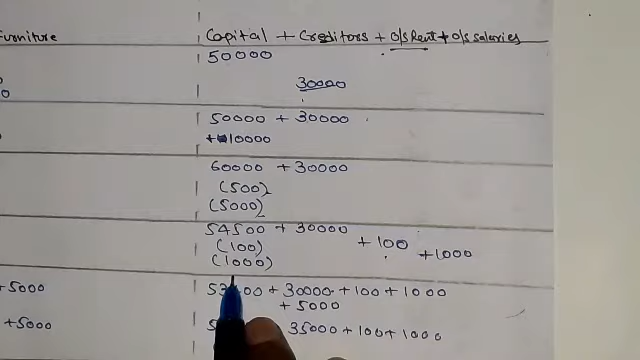 Furniture Capital + Creditors + O/s Rent + O/s salaries
50000
30000
0
50000 + 30000
+10000
60000 + 30000
(500)
(5000)
54500 + 30000
(100) + 100 + 1000
(1000)
+5000 + 30000 + 100 + 1000
+ 5000
+5000 35000 + 100 + 1000